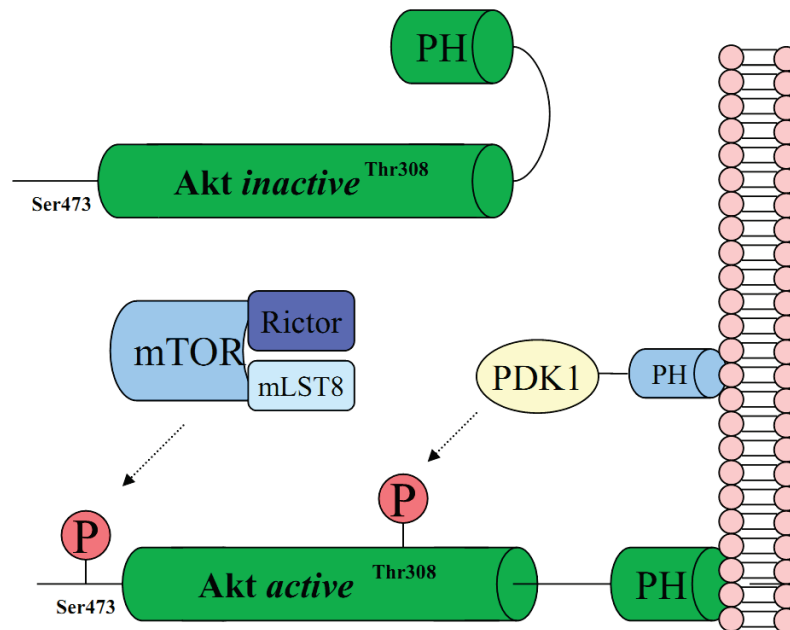 PH
Akt inactive Thr308
Ser473
Rictor
mTOR
mLST8
PDK1
PH
P
P
Akt active Thr308
PH
Ser473